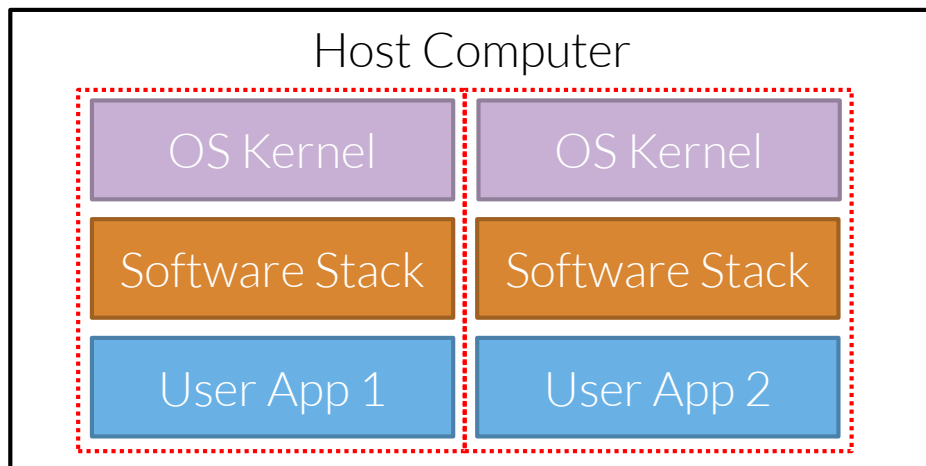 Host Computer
OS Kernel
OS Kernel
Software Stack
Software Stack
User App 1
User App 2